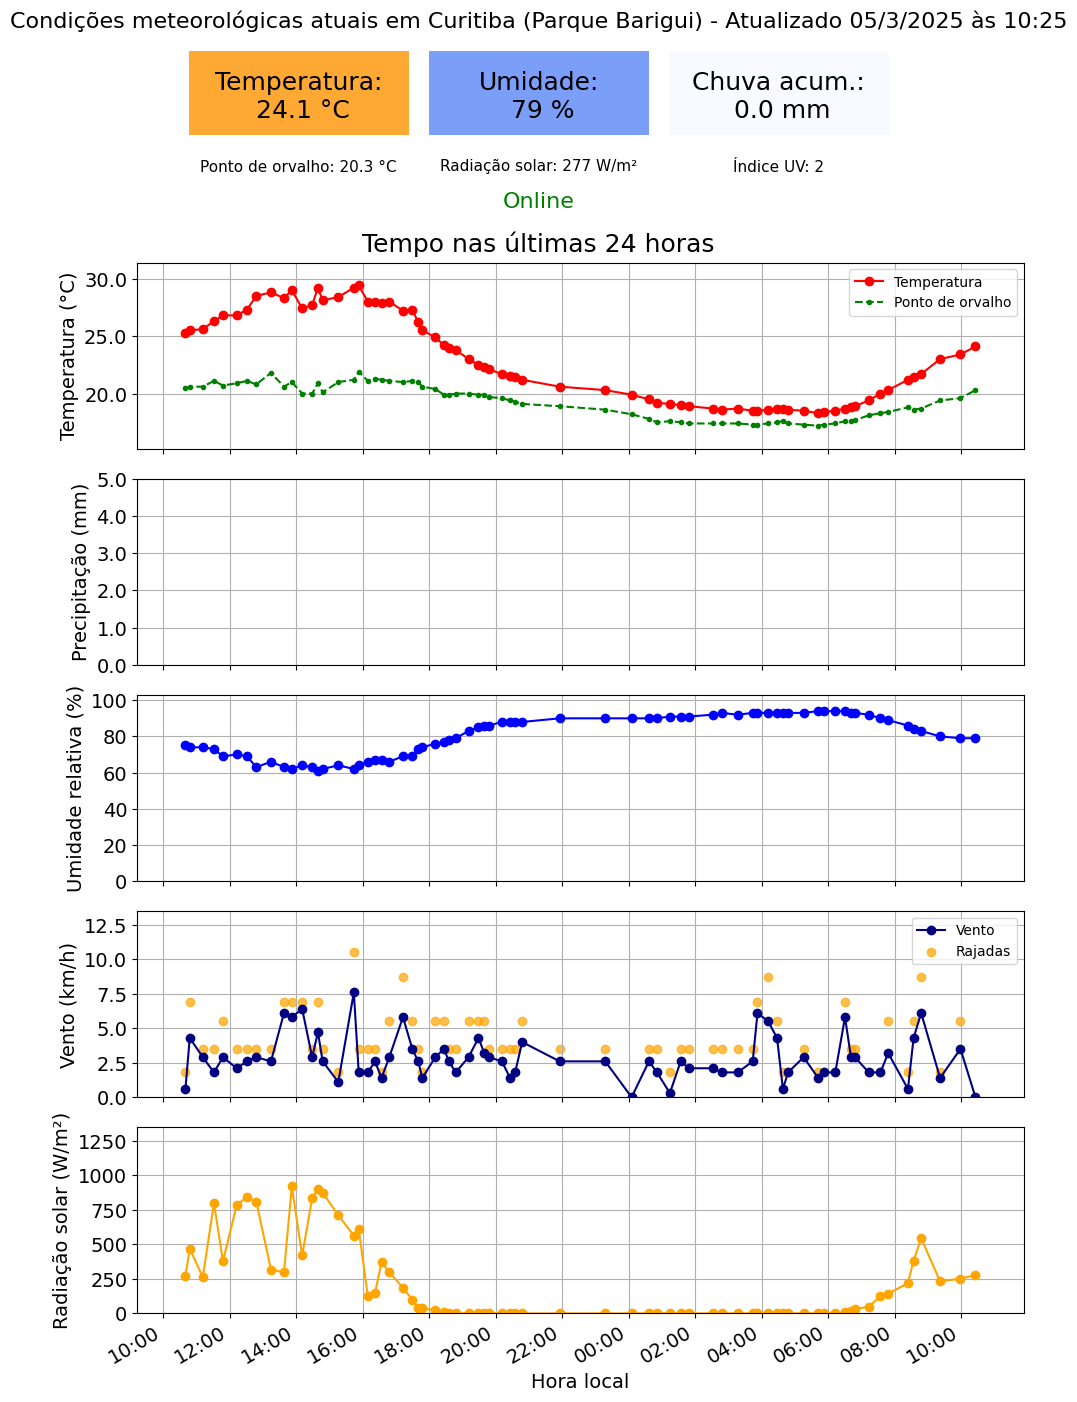 Condições meteorológicas atuais em Curitiba (Parque Barigui) - Atualizado 05/3/2025 às 10:25
Temperatura:
24.1 °C
Umidade:
79 %
Chuva acum.:
0.0 mm
Ponto de orvalho: 20.3 °C
Radiação solar: 277 W/m²
Índice UV: 2
Online
Tempo nas últimas 24 horas
Temperatura (°C)
30.0
25.0
20.0
Temperatura
Ponto de orvalho
Precipitação (mm)
5.0
4.0
3.0
2.0
1.0
0.0
Umidade relativa (%)
100
80
60
40
20
0
Vento (km/h)
12.5
10.0
7.5
5.0
2.5
0.0
Vento
Rajadas
Radiação solar (W/m²)
1250
1000
750
500
250
0
10:00
12:00
14:00
16:00
18:00
20:00
22:00
00:00
02:00
04:00
06:00
08:00
10:00
Hora local